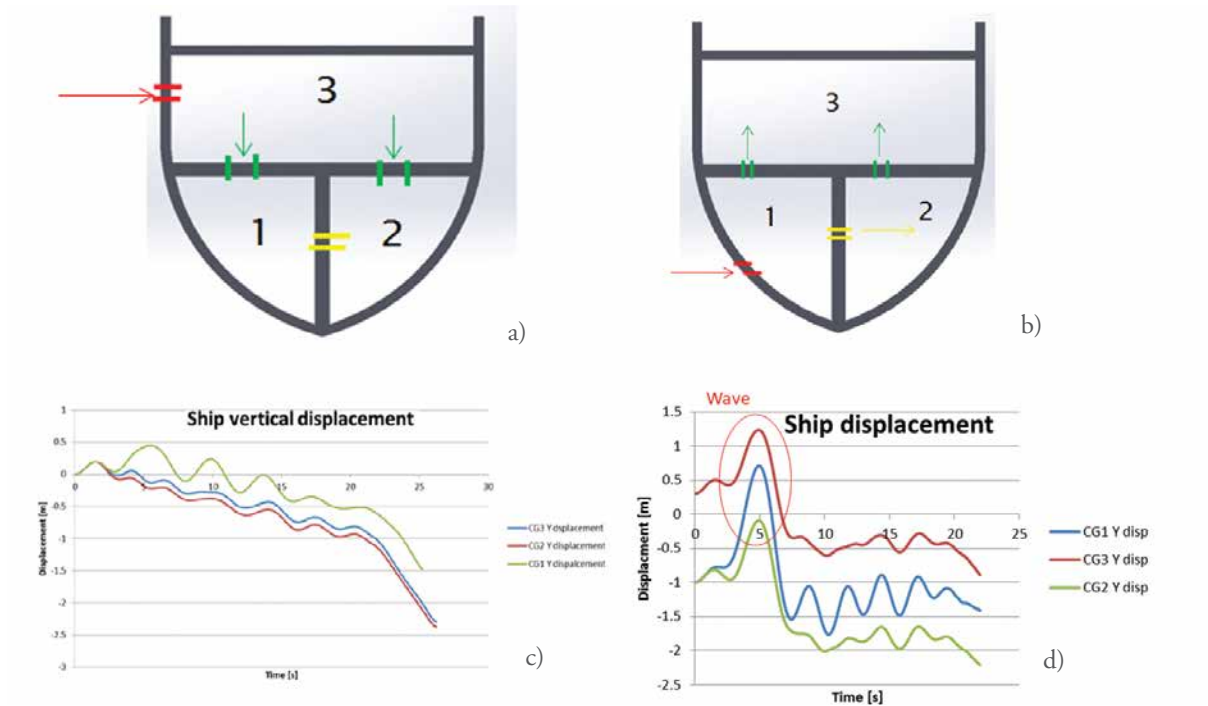 3
1
2
a)
3
1
2
b)
Ship vertical displacement
1
0.5
0
-0.5
-1
-1.5
-2
-2.5
-3
0
5
10
15
20
25
30
Displacement [m]
Time [s]
CG3 Y dsplacement
CG2 Y displacement
CG1 Y dispalcement
c)
Wave
Ship displacement
1.5
1
0.5
0
-0.5
-1
-1.5
-2
-2.5
0
5
10
15
20
25
Displacment [m]
Time [s]
CG1 Y disp
CG3 Y disp
CG2 Y disp
d)